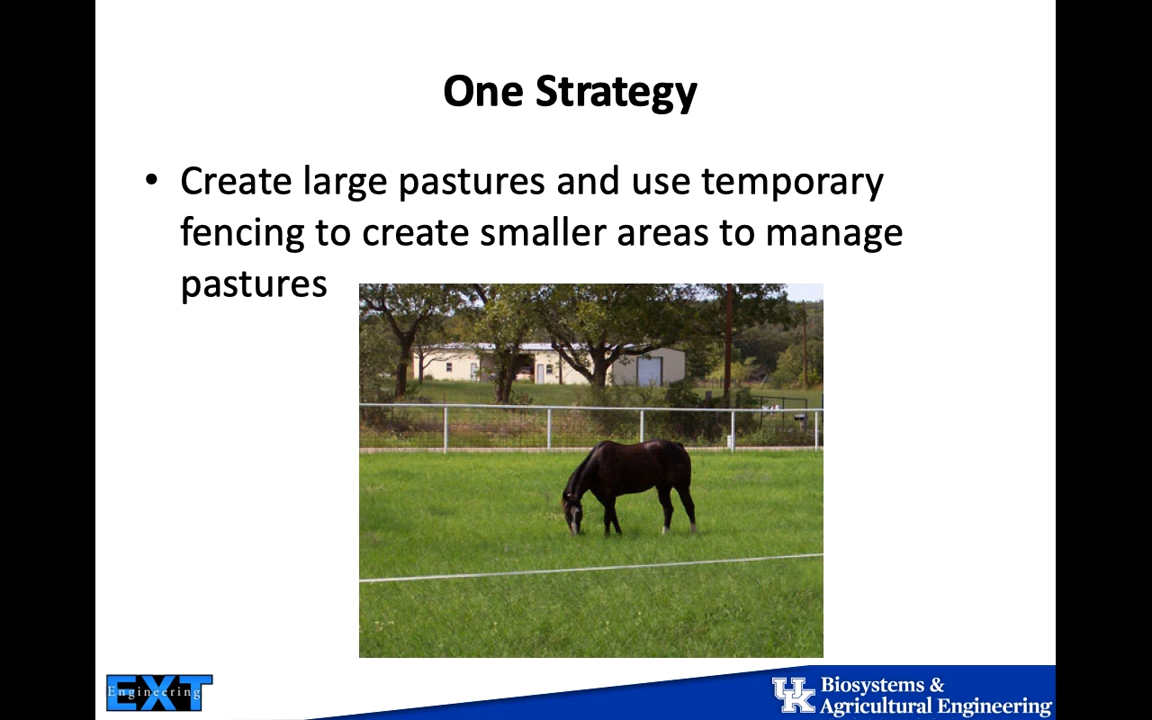 One Strategy
• Create large pastures and use temporary
fencing to create smaller areas to manage
pastures
EXT
Engineering
UK
Biosystems &
Agricultural Engineering